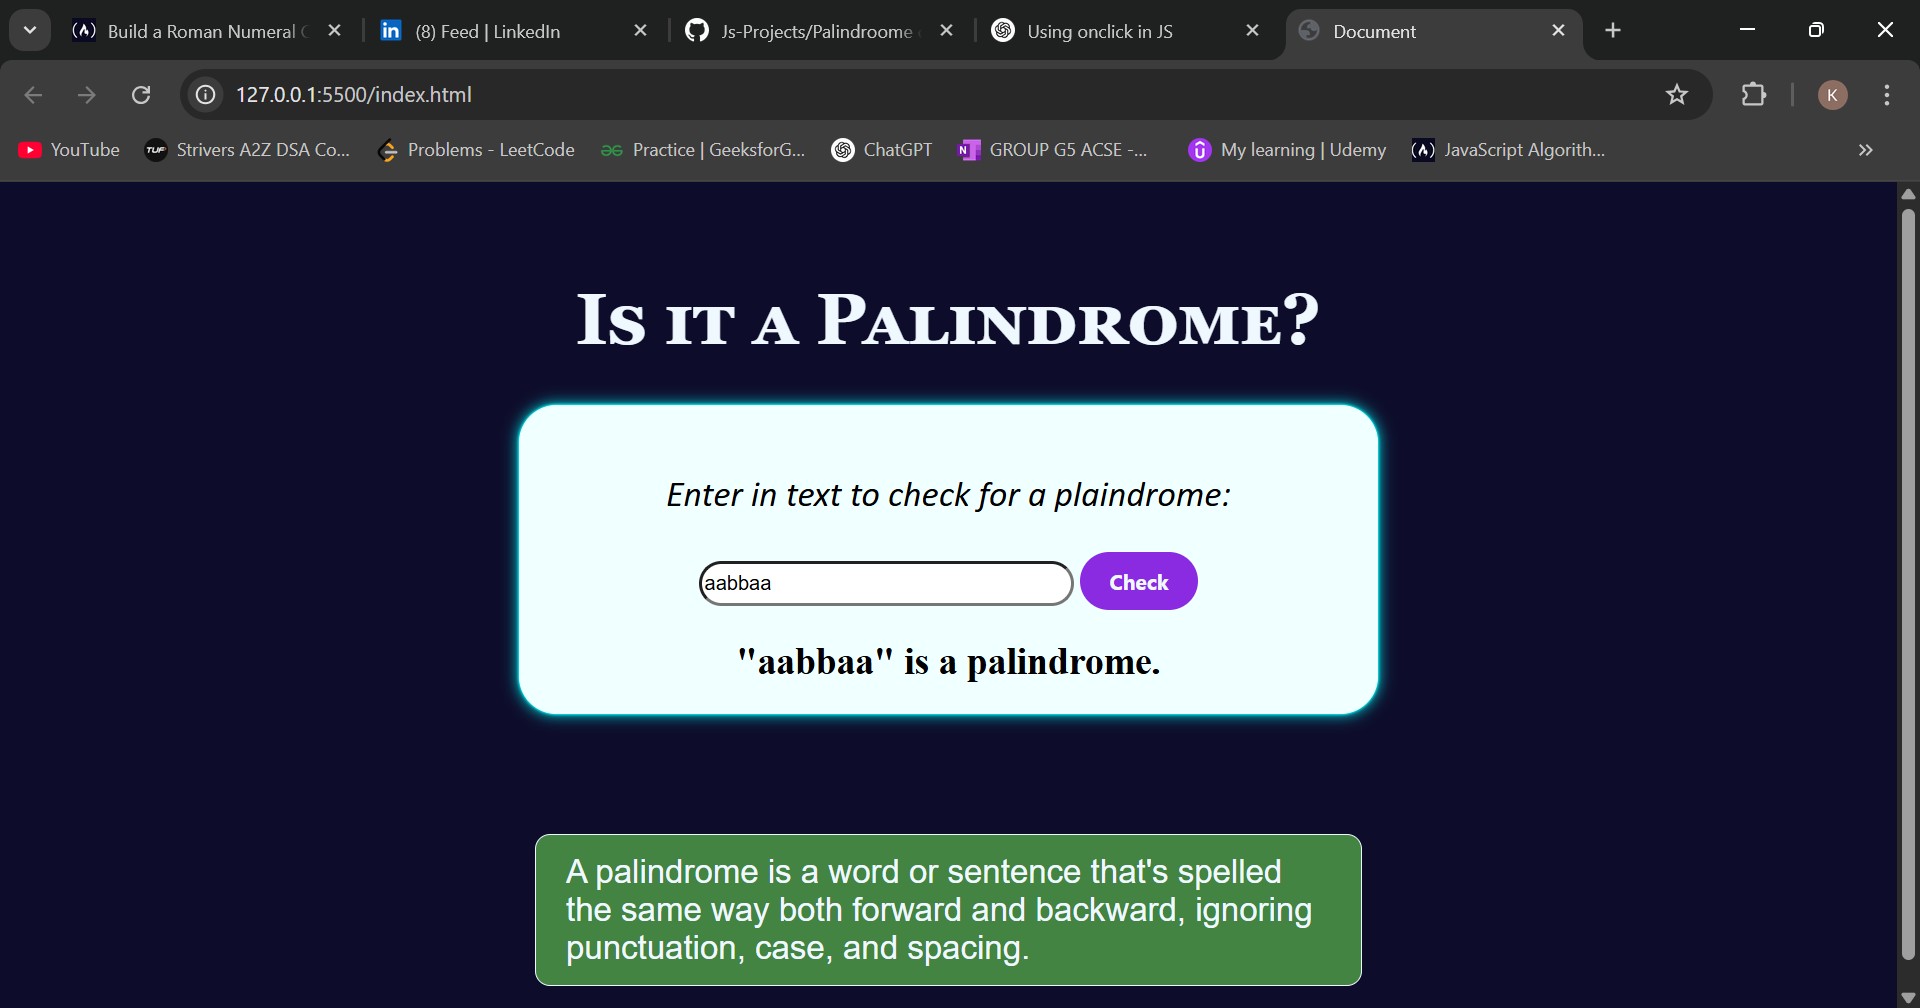 Build a Roman Numeral C
(8) Feed | LinkedIn
Js-Projects/Palindroome
Using onclick in JS
Document
127.0.0.1:5500/index.html
K
YouTube
TUF
Strivers A2Z DSA Co...
Problems - LeetCode
Practice | GeeksforG...
ChatGPT
N
GROUP G5 ACSE -...
My learning | Udemy
JavaScript Algorith...
Is it a Palindrome?
Enter in text to check for a plaindrome:
aabbaa
Check
"aabbaa" is a palindrome.
A palindrome is a word or sentence that's spelled
the same way both forward and backward, ignoring
punctuation, case, and spacing.